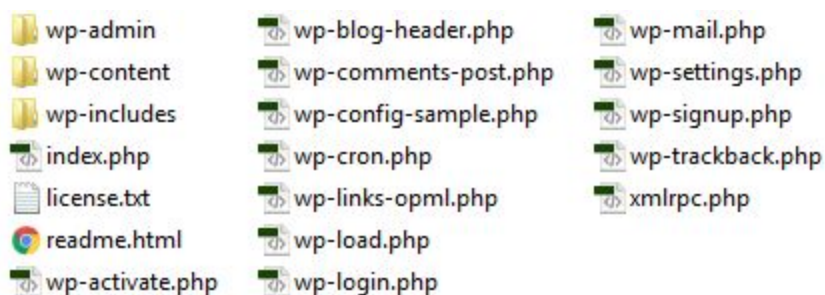 wp-admin
wp-content
wp-includes
index.php
license.txt
readme.html
wp-activate.php
wp-blog-header.php
wp-comments-post.php
wp-config-sample.php
wp-cron.php
wp-links-opml.php
wp-load.php
wp-login.php
wp-mail.php
wp-settings.php
wp-signup.php
wp-trackback.php
xmlrpc.php